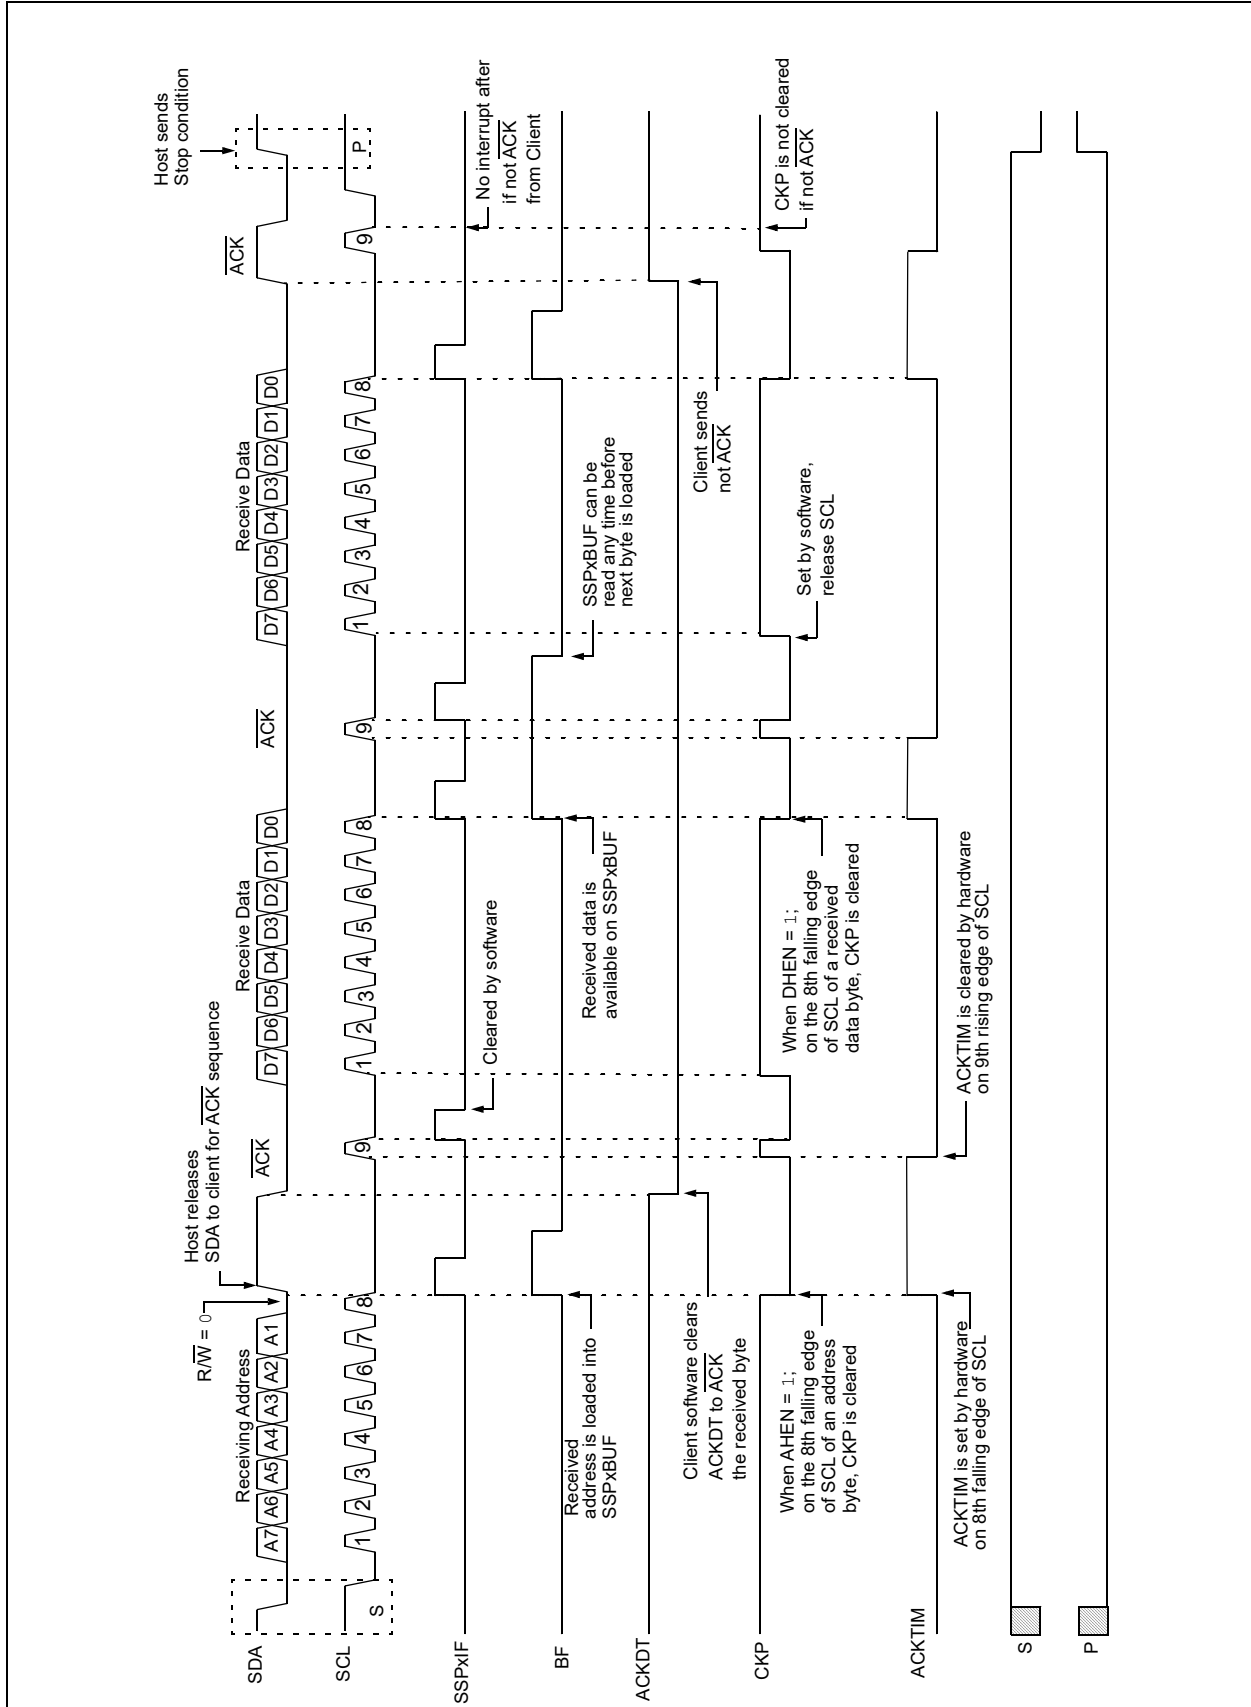 Host sends
Stop condition
Host releases
SDA to client for ACK sequence
R/W = 0
Receiving Address
ACK
Receive Data
ACK
Receive Data
ACK
SDA
A7 A6 A5 A4 A3 A2 A1
D7 D6 D5 D4 D3 D2 D1 D0
D7 D6 D5 D4 D3 D2 D1 D0
SCL
S
1 2 3 4 5 6 7 8 9
1 2 3 4 5 6 7 8 9
1 2 3 4 5 6 7 8 9
P
SSPxIF
Cleared by software
No interrupt after
if not ACK
from Client
BF
Received
address is loaded into
SSPxBUF
Received data is
available on SSPxBUF
SSPxBUF can be
read any time before
next byte is loaded
ACKDT
Client software clears
ACKDT to ACK
the received byte
Client sends
not ACK
CKP
When AHEN = 1;
on the 8th falling edge
of SCL of an address
byte, CKP is cleared
When DHEN = 1;
on the 8th falling edge
of SCL of a received
data byte, CKP is cleared
Set by software,
release SCL
CKP is not cleared
if not ACK
ACKTIM
ACKTIM is set by hardware
on 8th falling edge of SCL
ACKTIM is cleared by hardware
on 9th rising edge of SCL
S
P